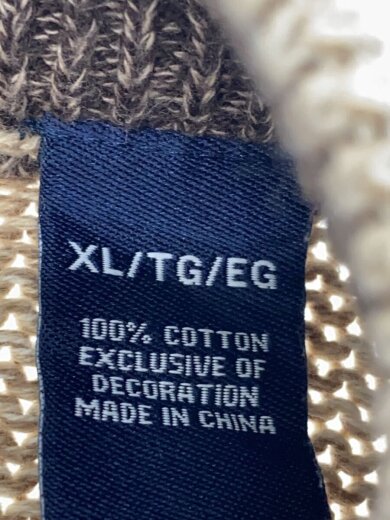 XL/TG/EG
100% COTTON
EXCLUSIVE OF
DECORATION
MADE IN CHINA